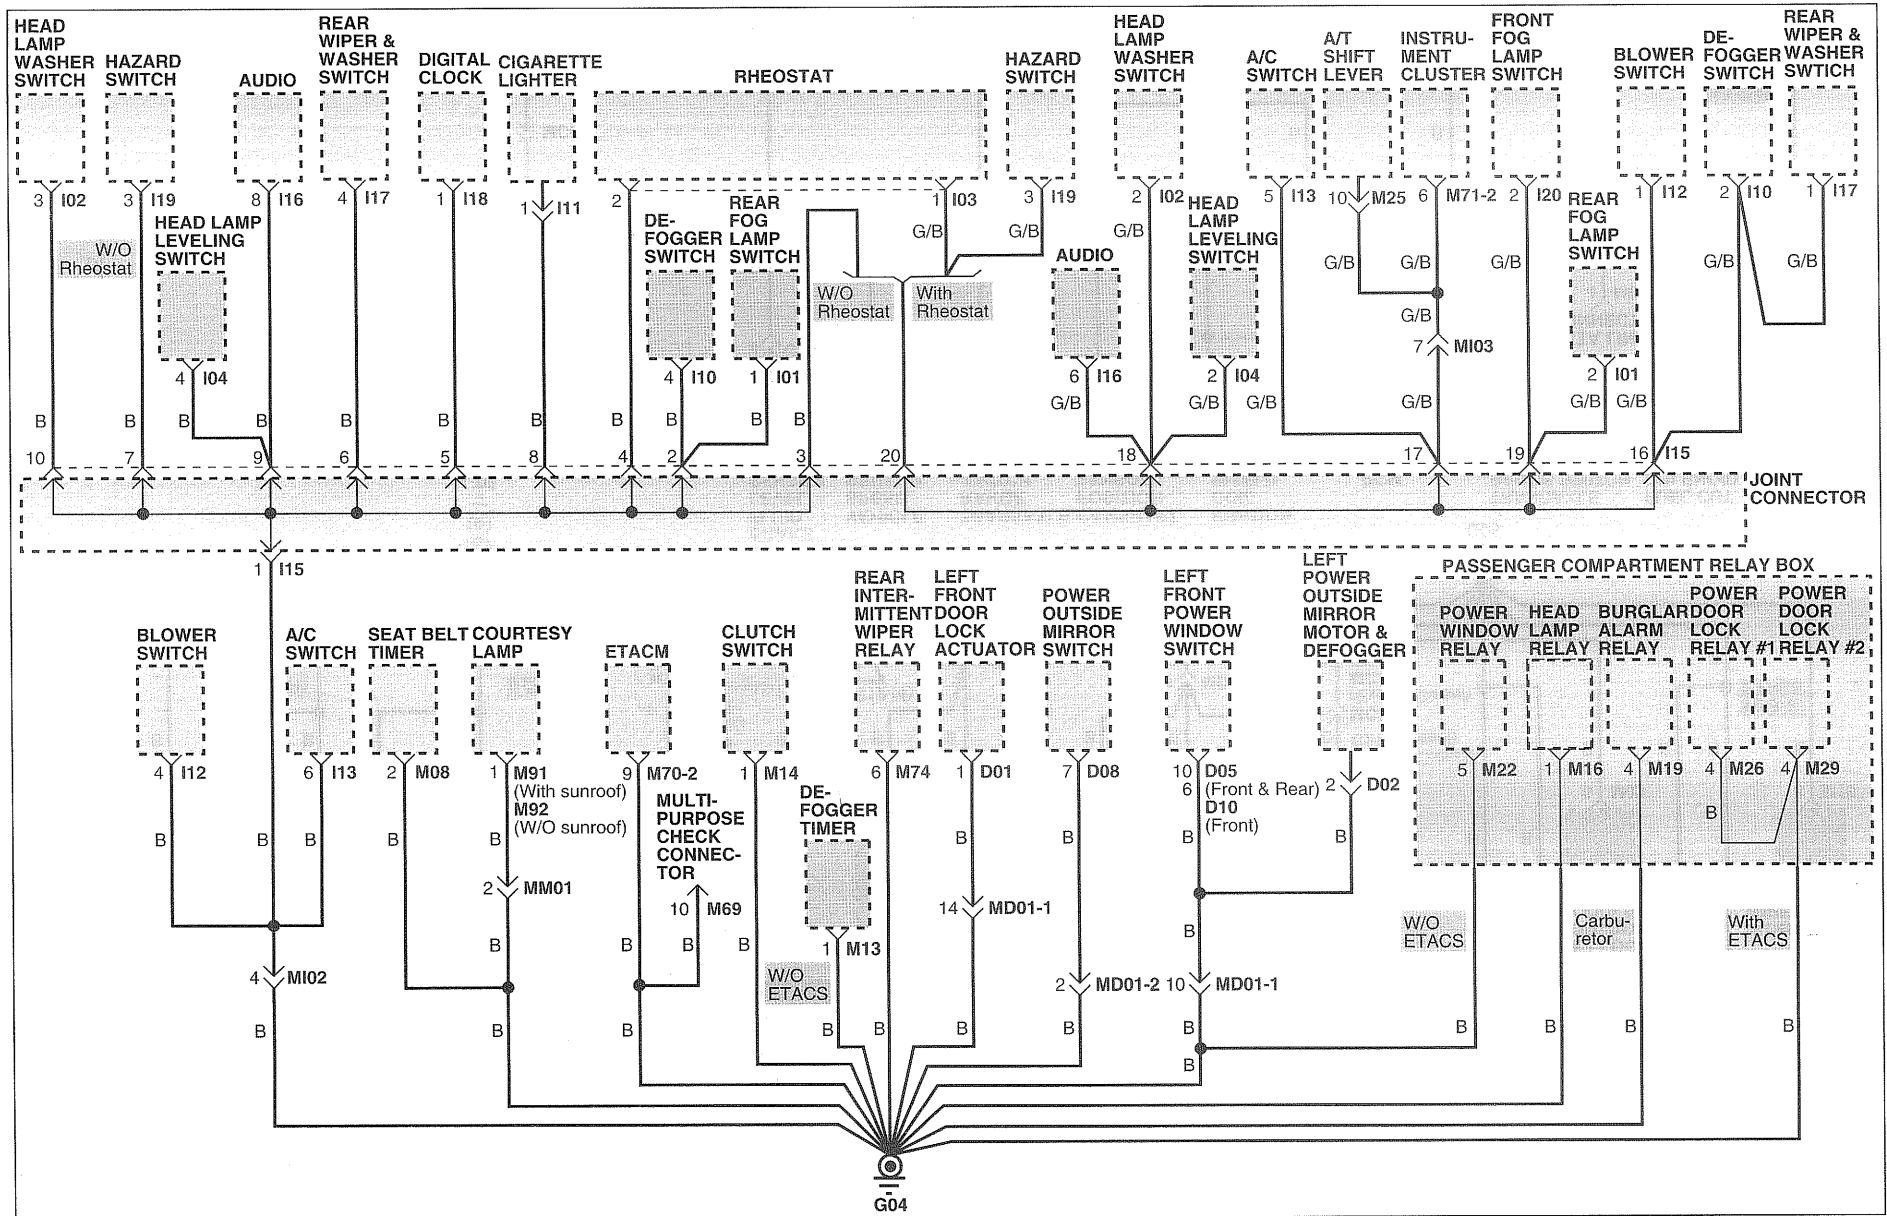 HEAD
LAMP
WASHER
SWITCH
HAZARD
SWITCH
AUDIO
REAR
WIPER &
WASHER
SWITCH
DIGITAL
CLOCK
CIGARETTE
LIGHTER
RHEOSTAT
HAZARD
SWITCH
HEAD
LAMP
WASHER
SWITCH
A/C
SWITCH
A/T
SHIFT
LEVER
INSTRU-
MENT
CLUSTER
FRONT
FOG
LAMP
SWITCH
BLOWER
SWITCH
DE-
FOGGER
SWITCH
REAR
WIPER &
WASHER
SWTICH
3 I02
3 I19
8 I16
4 I17
1 I18
1 I11
2
1 I03
3 I19
2 I02
5 I13
10 M25
6 M71-2
2 I20
1 I12
2 I10
1 I17
W/O
Rheostat
HEAD LAMP
LEVELING
SWITCH
4 I04
DE-
FOGGER
SWITCH
4 I10
REAR
FOG
LAMP
SWITCH
1 I01
G/B
G/B
W/O
Rheostat
With
Rheostat
AUDIO
6 I16
G/B
G/B
HEAD
LAMP
LEVELING
SWITCH
2 I04
G/B
G/B
G/B
G/B
G/B
7 MI03
G/B
G/B
REAR
FOG
LAMP
SWITCH
2 I01
G/B
G/B
G/B
G/B
B
B
B
B
B
B
B
B
B
B
B
10
7
9
6
5
8
4
2
3
20
18
17
19
16 I15
JOINT
CONNECTOR
1 I15
BLOWER
SWITCH
4 I12
B
B
A/C
SWITCH
6 I13
B
4 MI02
B
SEAT BELT
TIMER
2 M08
B
COURTESY
LAMP
1 M91
(With sunroof)
M92
(W/O sunroof)
B
2 MM01
B
B
ETACM
9 M70-2
MULTI-
PURPOSE
CHECK
CONNEC-
TOR
10 M69
B
B
B
CLUTCH
SWITCH
1 M14
B
DE-
FOGGER
TIMER
1 M13
W/O
ETACS
B
REAR
INTER-
MITTENT
WIPER
RELAY
6 M74
B
LEFT
FRONT
DOOR
LOCK
ACTUATOR
1 D01
B
14 MD01-1
B
POWER
OUTSIDE
MIRROR
SWITCH
7 D08
B
2 MD01-2
B
LEFT
FRONT
POWER
WINDOW
SWITCH
10 D05
6 (Front & Rear)
D10
(Front)
B
B
10 MD01-1
B
B
LEFT
POWER
OUTSIDE
MIRROR
MOTOR &
DEFOGGER
2 D02
B
PASSENGER COMPARTMENT RELAY BOX
POWER
WINDOW
RELAY
5 M22
W/O
ETACS
B
HEAD
LAMP
RELAY
1 M16
B
BURGLAR
ALARM
RELAY
4 M19
Carbu-
retor
B
POWER
DOOR
LOCK
RELAY #1
4 M26
B
POWER
DOOR
LOCK
RELAY #2
4 M29
With
ETACS
B
G04